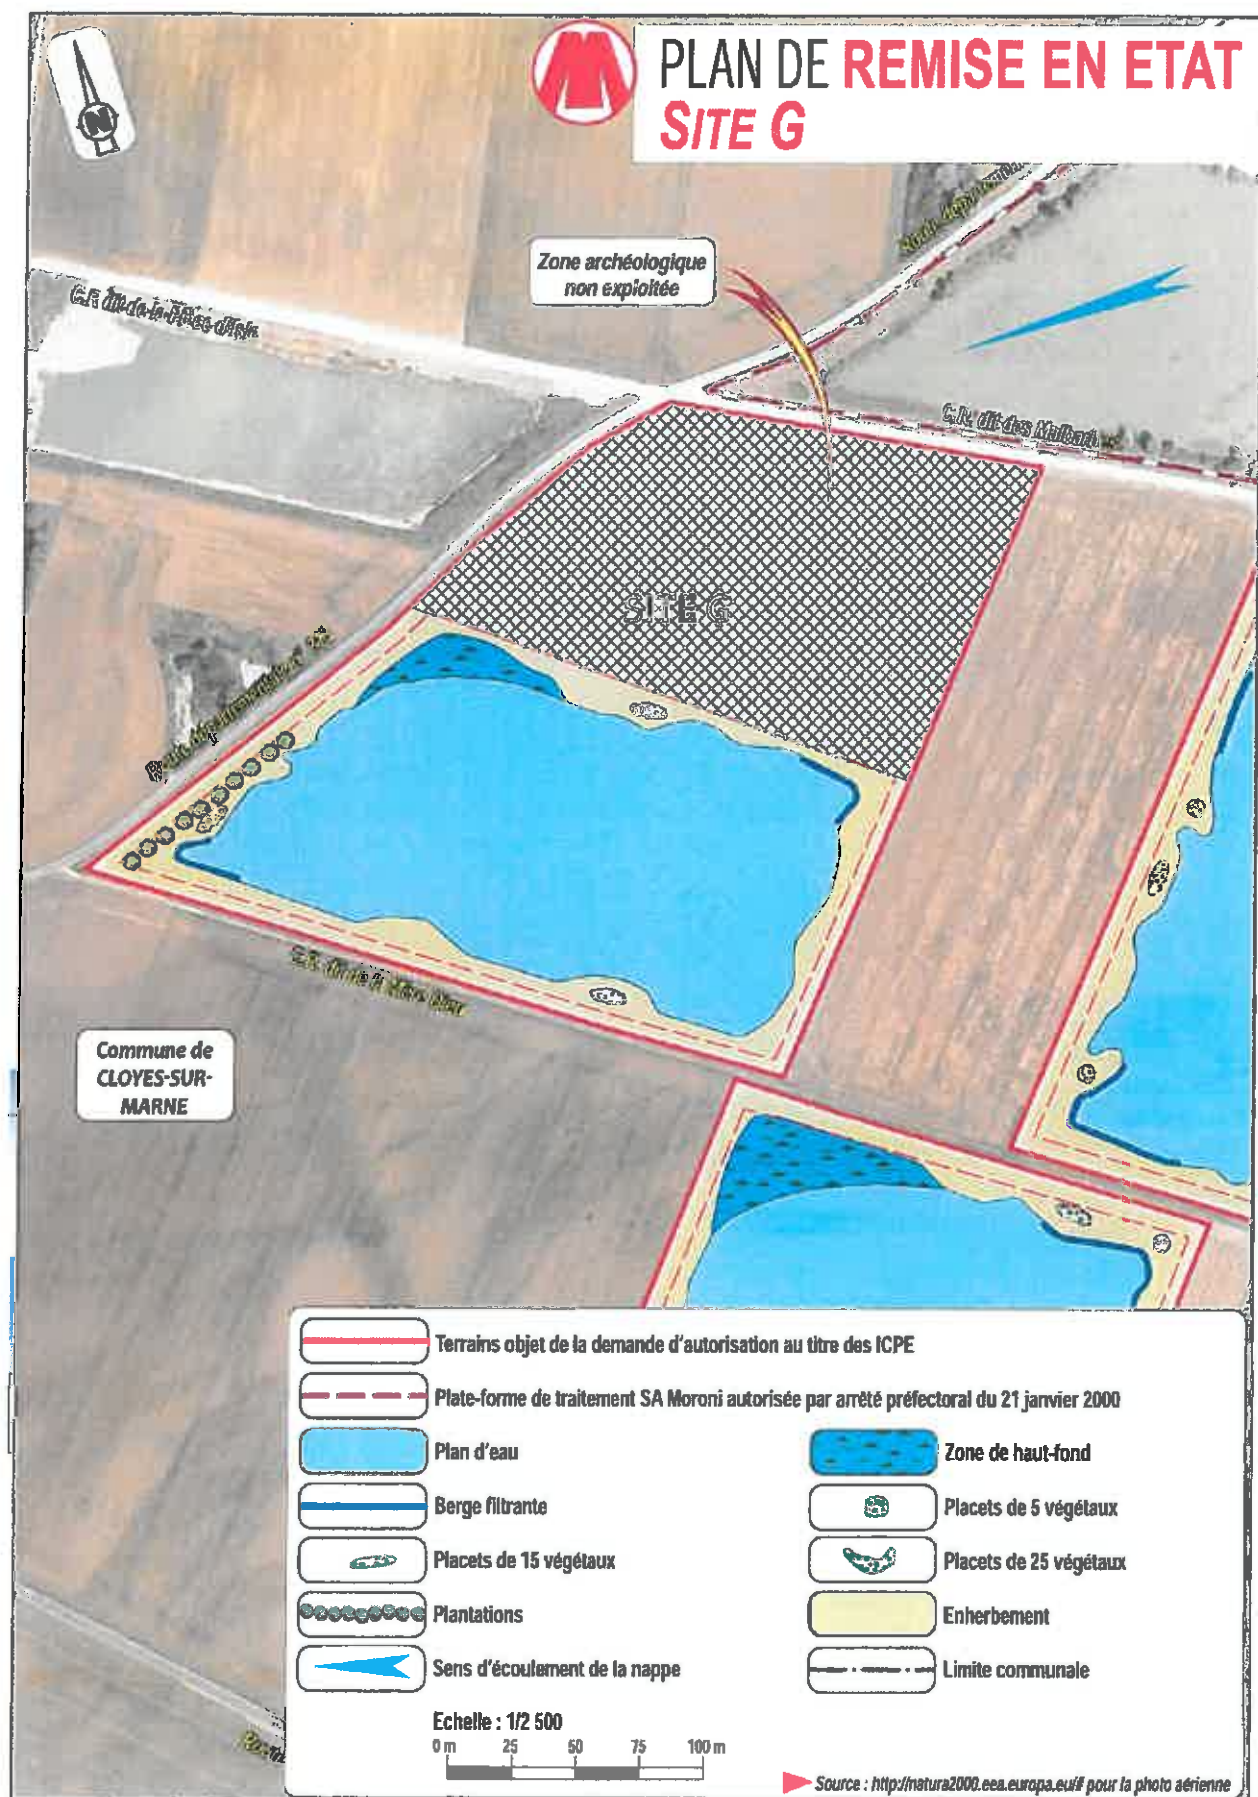 PLAN DE REMISE EN ETAT
SITE G
N
Zone archéologique
non exploitée
C.R. dit des Malbach
SITE G
Commune de
CLOYES-SUR-
MARNE
Terrains objet de la demande d'autorisation au titre des ICPE
Plate-forme de traitement SA Moroni autorisée par arrêté préfectoral du 21 janvier 2000
Plan d'eau
Zone de haut-fond
Berge filtrante
Placets de 5 végétaux
Placets de 15 végétaux
Placets de 25 végétaux
Plantations
Enherbement
Sens d'écoulement de la nappe
Limite communale
Echelle : 1/2 500
0 m 25 50 75 100 m
Source : http://natura2000.eea.europa.eu/# pour la photo aérienne